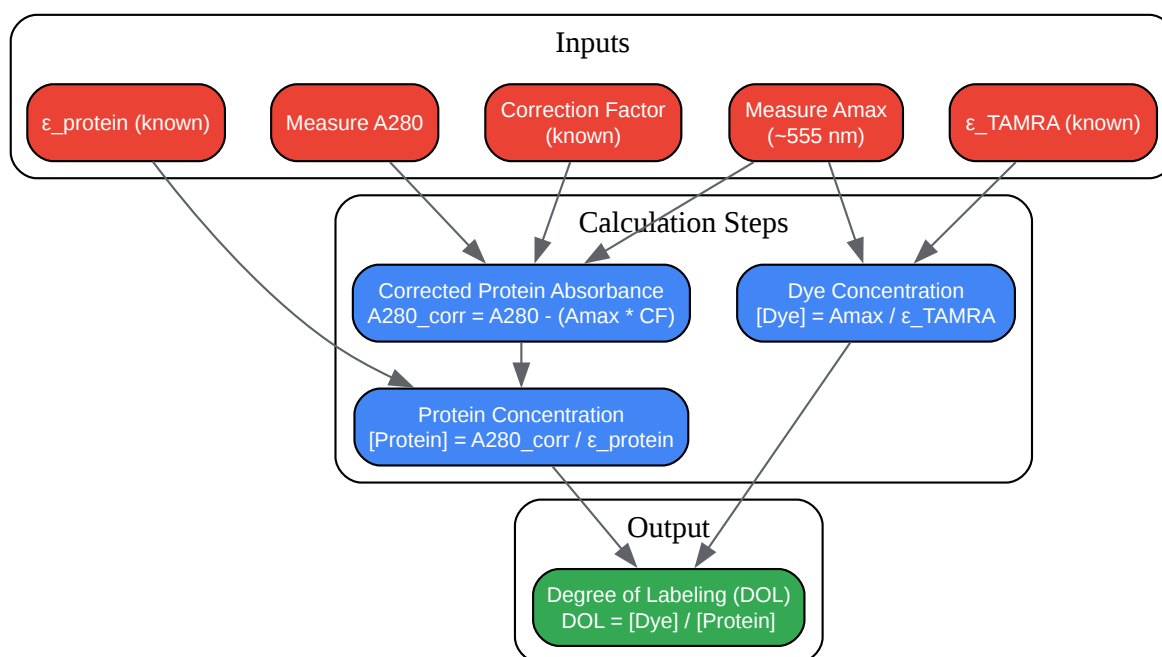 Inputs
ε_protein (known)
Measure A280
Correction Factor
(known)
Measure Amax
(~555 nm)
ε_TAMRA (known)
Calculation Steps
Corrected Protein Absorbance
A280_corr = A280 - (Amax * CF)
Dye Concentration
[Dye] = Amax / ε_TAMRA
Protein Concentration
[Protein] = A280_corr / ε_protein
Output
Degree of Labeling (DOL)
DOL = [Dye] / [Protein]